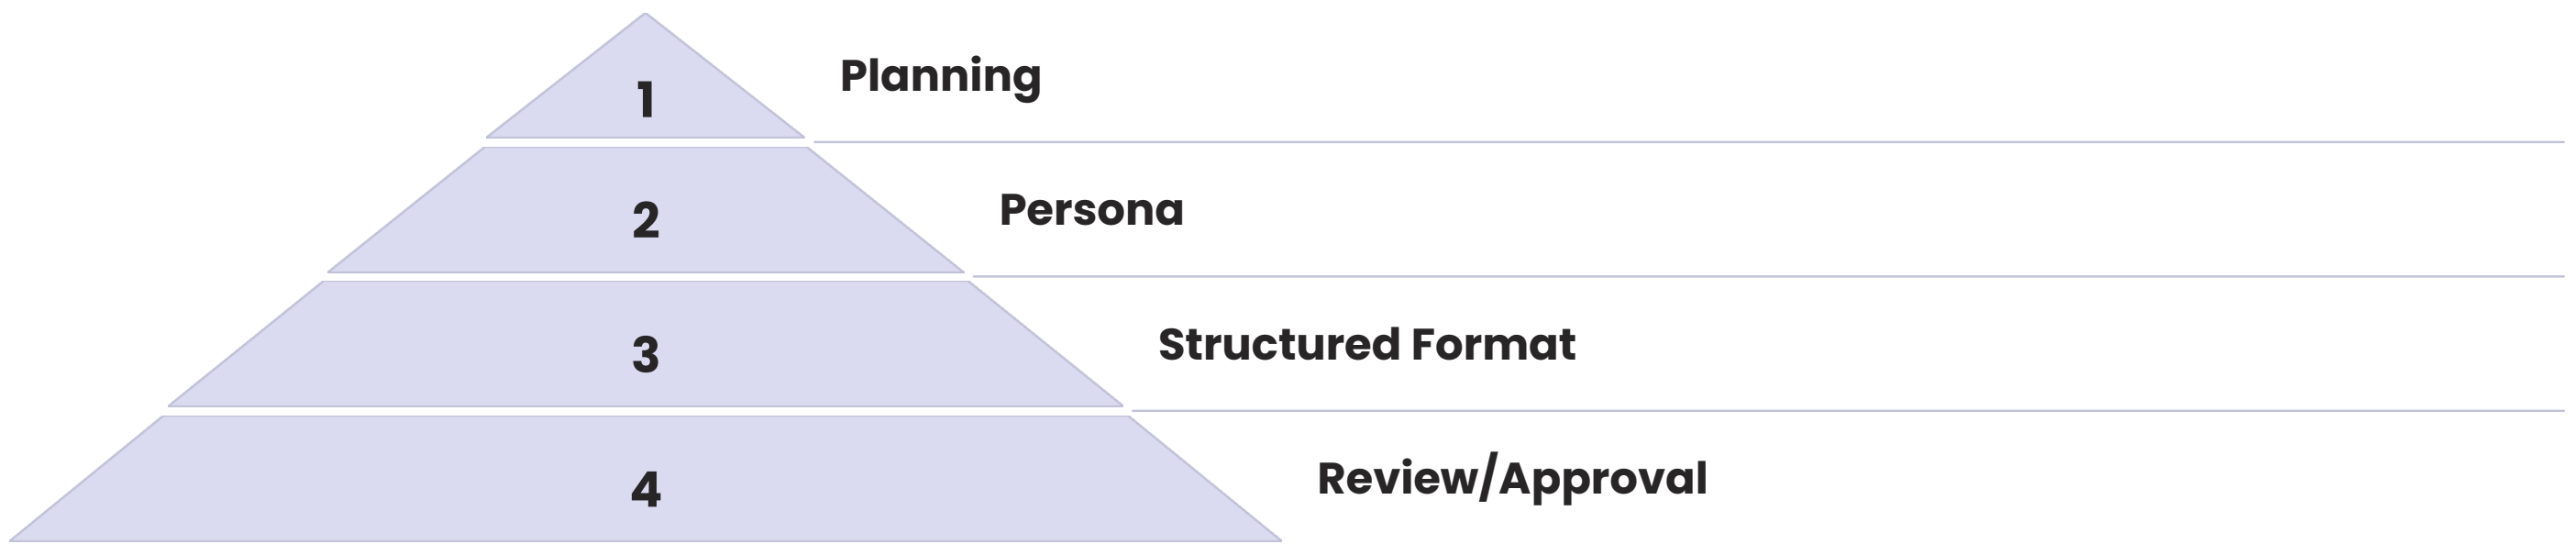 1
Planning
2
Persona
3
Structured Format
4
Review/Approval